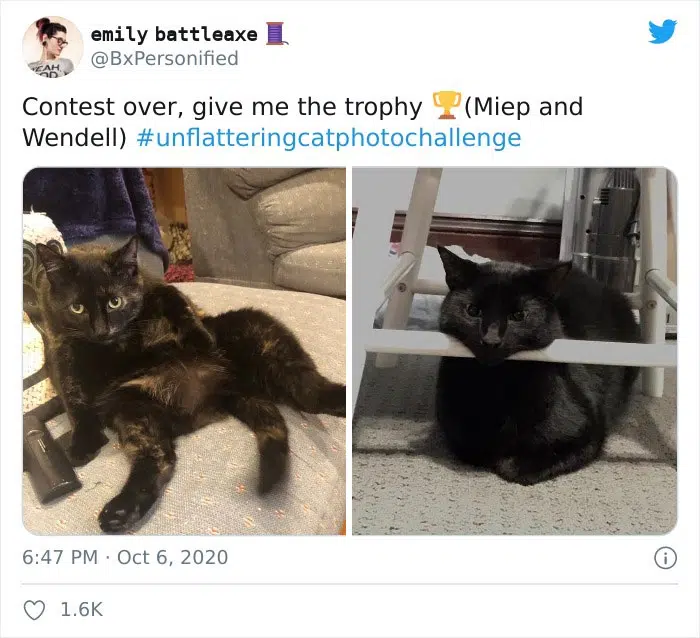 emily battleaxe 🧵
@BxPersonified
YEAH,
Contest over, give me the trophy 🏆(Miep and
Wendell) #unflatteringcatphotochallenge
6:47 PM · Oct 6, 2020
1.6K